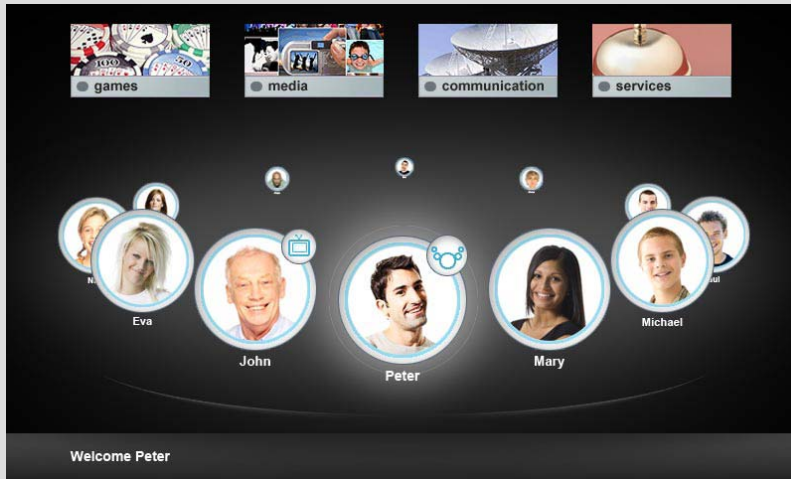 games
media
communication
services
Eva
John
Peter
Mary
Michael
Welcome Peter